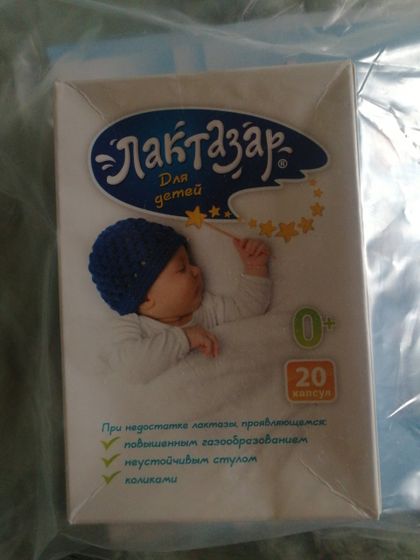 Лактазар®
Для
детей
0+
20
капсул
При недостатке лактазы, проявляющемся:
повышенным газообразованием
неустойчивым стулом
коликами